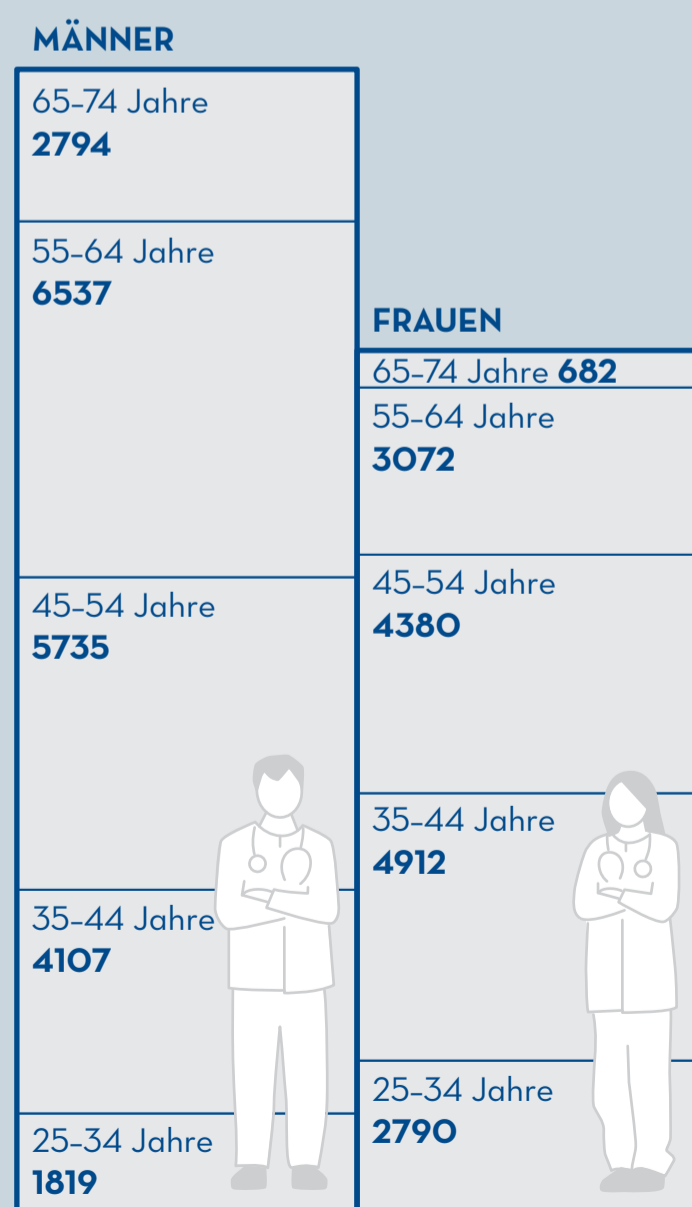 MÄNNER
65–74 Jahre
2794
55–64 Jahre
6537
45–54 Jahre
5735
35–44 Jahre
4107
25–34 Jahre
1819
FRAUEN
65–74 Jahre 682
55–64 Jahre
3072
45–54 Jahre
4380
35–44 Jahre
4912
25–34 Jahre
2790